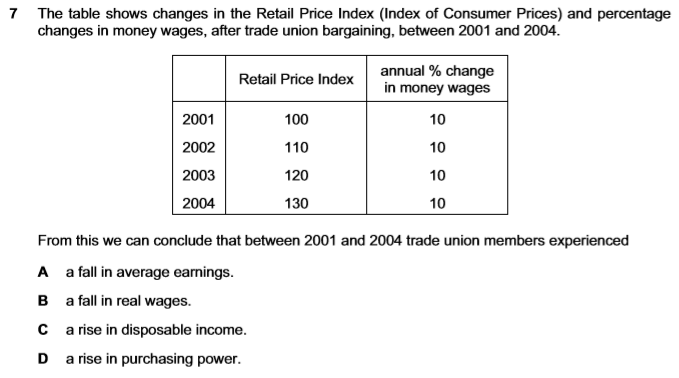 7 The table shows changes in the Retail Price Index (Index of Consumer Prices) and percentage
changes in money wages, after trade union bargaining, between 2001 and 2004.
Retail Price Index annual % change
in money wages
2001 100 10
2002 110 10
2003 120 10
2004 130 10
From this we can conclude that between 2001 and 2004 trade union members experienced
A a fall in average earnings.
B a fall in real wages.
C a rise in disposable income.
D a rise in purchasing power.